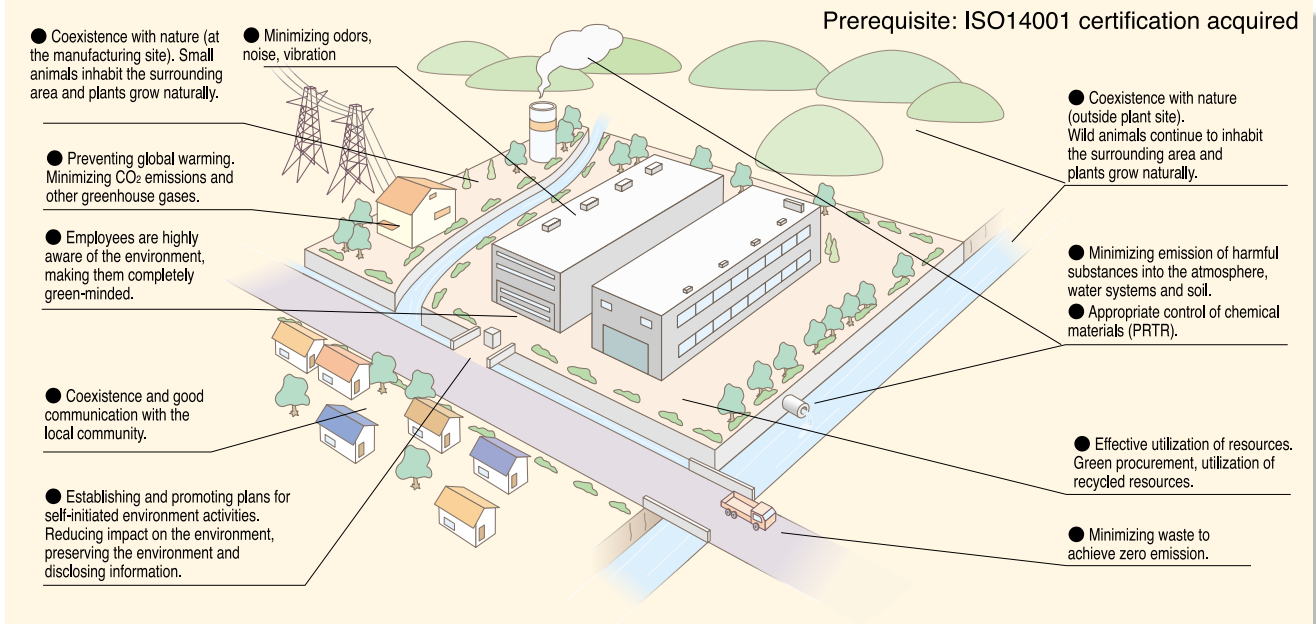 Prerequisite: ISO14001 certification acquired
● Coexistence with nature (at
the manufacturing site). Small
animals inhabit the surrounding
area and plants grow naturally.
● Minimizing odors,
noise, vibration
● Preventing global warming.
Minimizing CO₂ emissions and
other greenhouse gases.
● Employees are highly
aware of the environment,
making them completely
green-minded.
● Coexistence and good
communication with the
local community.
● Establishing and promoting plans for
self-initiated environment activities.
Reducing impact on the environment,
preserving the environment and
disclosing information.
● Coexistence with nature
(outside plant site).
Wild animals continue to inhabit
the surrounding area and
plants grow naturally.
● Minimizing emission of harmful
substances into the atmosphere,
water systems and soil.
● Appropriate control of chemical
materials (PRTR).
● Effective utilization of resources.
Green procurement, utilization of
recycled resources.
● Minimizing waste to
achieve zero emission.